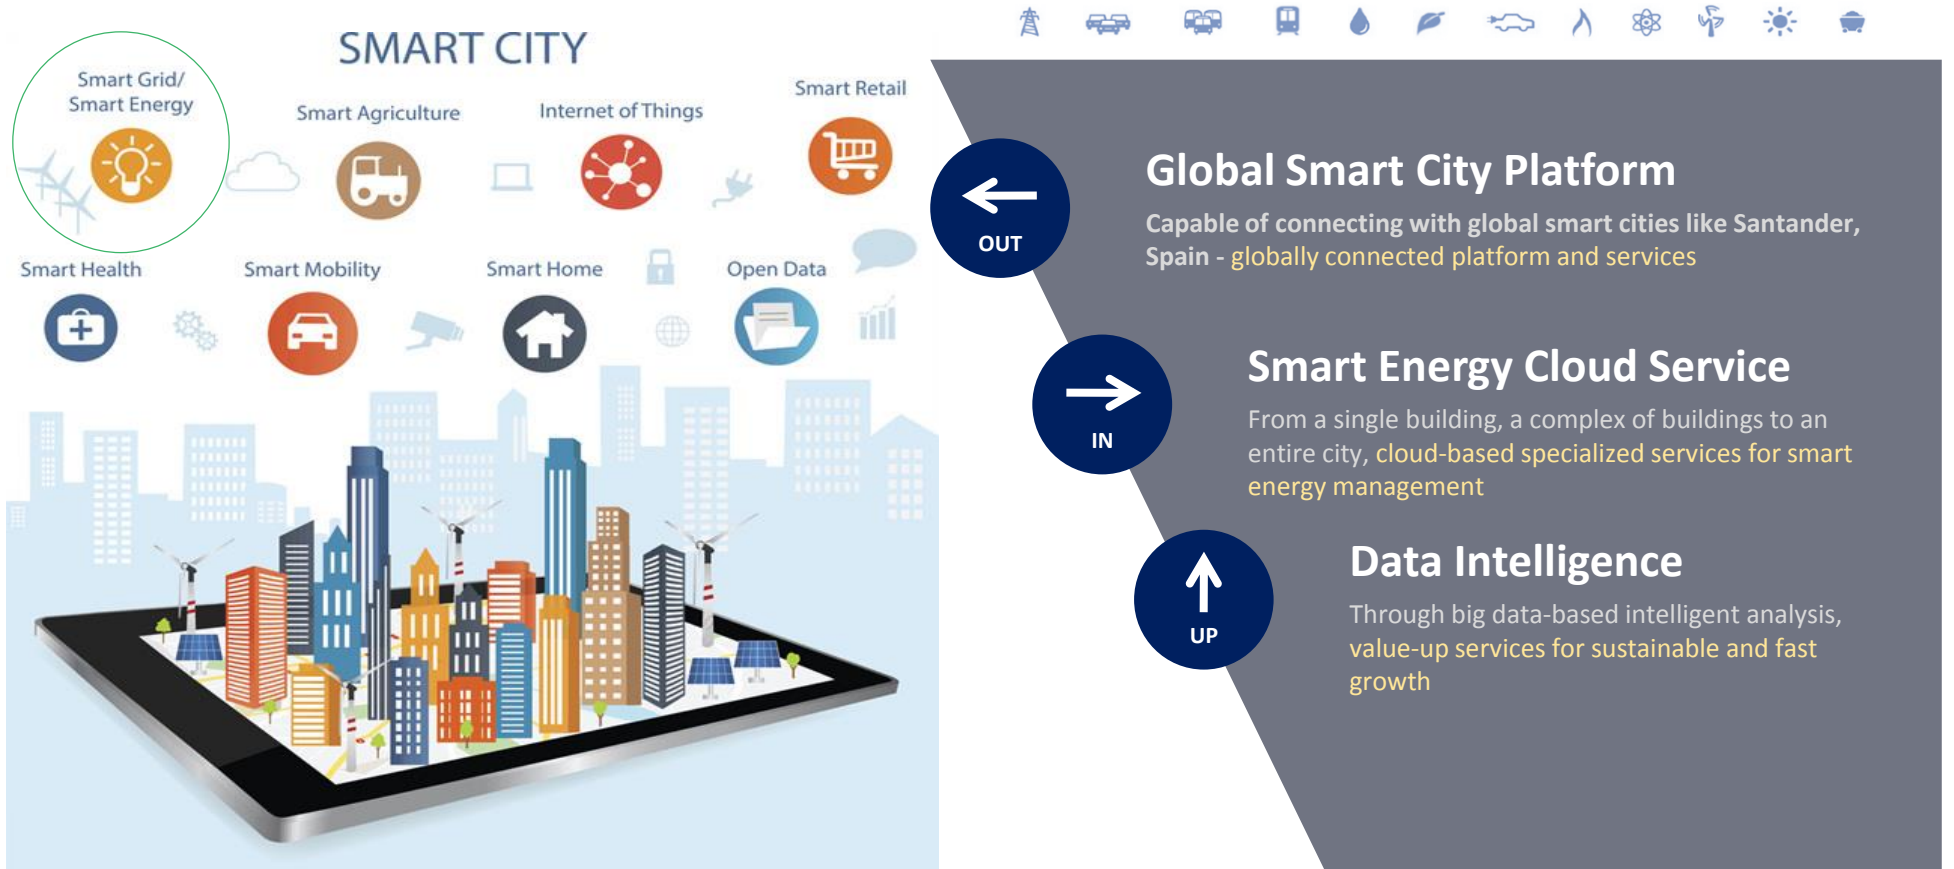 SMART CITY
Smart Grid/
Smart Energy
Smart Agriculture
Internet of Things
Smart Retail
Smart Health
Smart Mobility
Smart Home
Open Data
OUT
Global Smart City Platform
Capable of connecting with global smart cities like Santander,
Spain - globally connected platform and services
IN
Smart Energy Cloud Service
From a single building, a complex of buildings to an
entire city, cloud-based specialized services for smart
energy management
UP
Data Intelligence
Through big data-based intelligent analysis,
value-up services for sustainable and fast
growth